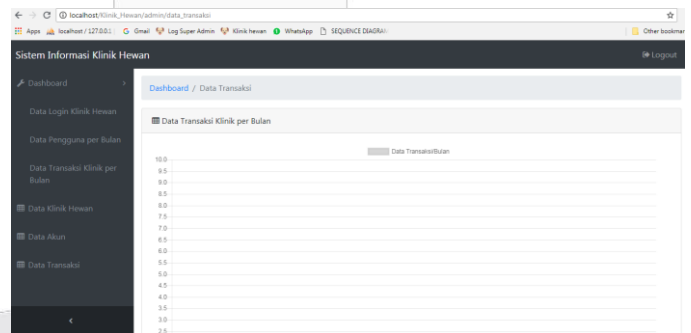 localhost/Klinik_Hewan/admin/data_transaksi
Apps localhost / 127.0.0.1 Gmail Log Super Admin Klinik hewan WhatsApp SEQUENCE DIAGRAM Other bookmar
Sistem Informasi Klinik Hewan Logout
Dashboard
Data Login Klinik Hewan
Data Pengguna per Bulan
Data Transaksi Klinik per
Bulan
Data Klinik Hewan
Data Akun
Data Transaksi
Dashboard / Data Transaksi
Data Transaksi Klinik per Bulan
Data Transaksi/Bulan
10.0
9.5
9.0
8.5
8.0
7.5
7.0
6.5
6.0
5.5
5.0
4.5
4.0
3.5
3.0
2.5